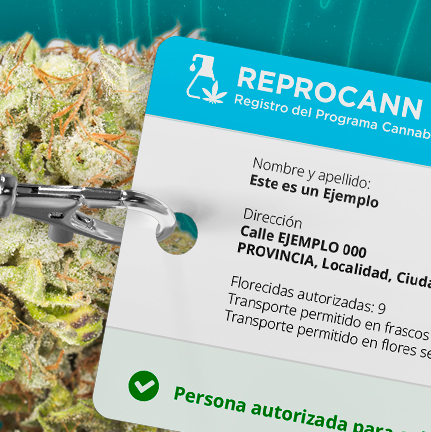 REPROCANN
Registro del Programa Cannab
Nombre y apellido:
Este es un Ejemplo
Dirección
Calle EJEMPLO 000
PROVINCIA, Localidad, Ciuda
Florecidas autorizadas: 9
Transporte permitido en frascos
Transporte permitido en flores se
Persona autorizada para